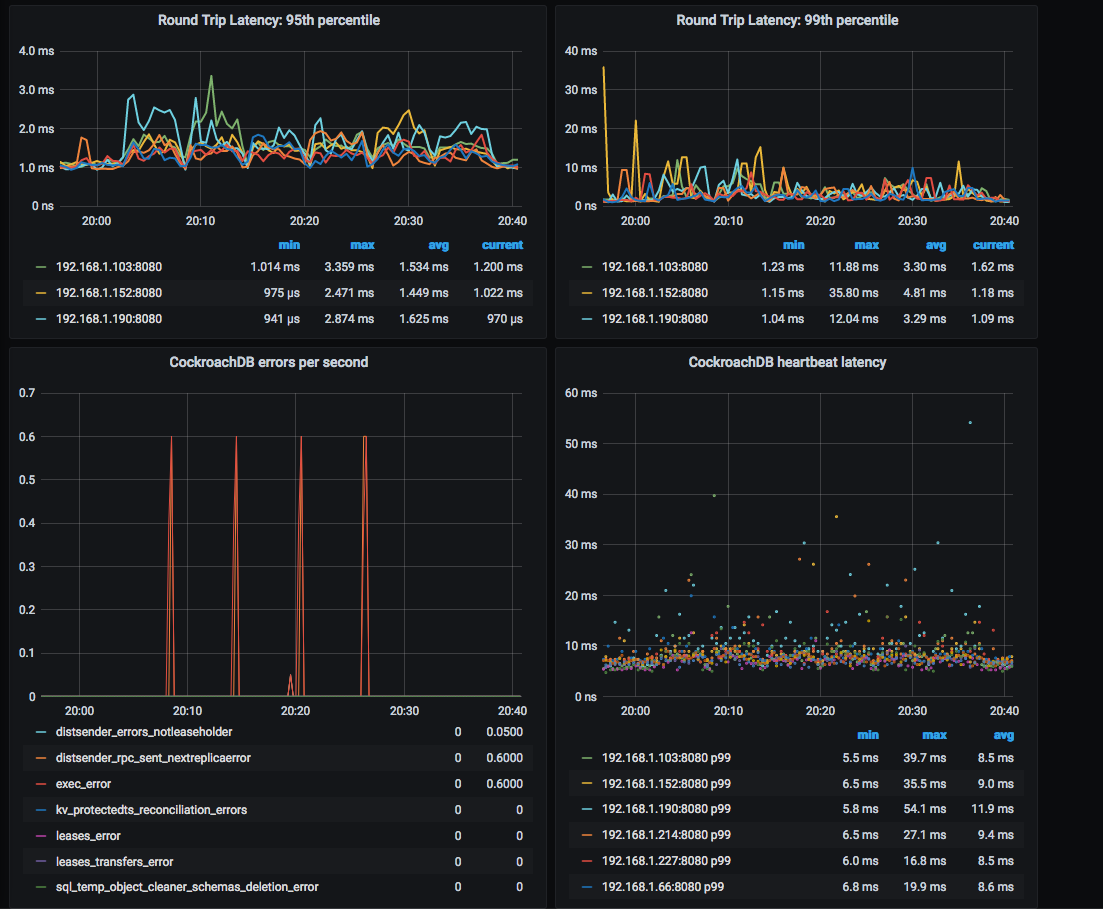 Round Trip Latency: 95th percentile
4.0 ms
3.0 ms
2.0 ms
1.0 ms
0 ns
20:00 20:10 20:20 20:30 20:40
min max avg current
192.168.1.103:8080 1.014 ms 3.359 ms 1.534 ms 1.200 ms
192.168.1.152:8080 975 µs 2.471 ms 1.449 ms 1.022 ms
192.168.1.190:8080 941 µs 2.874 ms 1.625 ms 970 µs
Round Trip Latency: 99th percentile
40 ms
30 ms
20 ms
10 ms
0 ns
20:00 20:10 20:20 20:30 20:40
min max avg current
192.168.1.103:8080 1.23 ms 11.88 ms 3.30 ms 1.62 ms
192.168.1.152:8080 1.15 ms 35.80 ms 4.81 ms 1.18 ms
192.168.1.190:8080 1.04 ms 12.04 ms 3.29 ms 1.09 ms
CockroachDB errors per second
0.7
0.6
0.5
0.4
0.3
0.2
0.1
0
20:00 20:10 20:20 20:30 20:40
distsender_errors_notleaseholder 0 0.0500
distsender_rpc_sent_nextreplicaerror 0 0.6000
exec_error 0 0.6000
kv_protectedts_reconciliation_errors 0 0
leases_error 0 0
leases_transfers_error 0 0
sql_temp_object_cleaner_schemas_deletion_error 0 0
CockroachDB heartbeat latency
60 ms
50 ms
40 ms
30 ms
20 ms
10 ms
0 ns
20:00 20:10 20:20 20:30 20:40
min max avg
192.168.1.103:8080 p99 5.5 ms 39.7 ms 8.5 ms
192.168.1.152:8080 p99 6.5 ms 35.5 ms 9.0 ms
192.168.1.190:8080 p99 5.8 ms 54.1 ms 11.9 ms
192.168.1.214:8080 p99 6.5 ms 27.1 ms 9.4 ms
192.168.1.227:8080 p99 6.0 ms 16.8 ms 8.5 ms
192.168.1.66:8080 p99 6.8 ms 19.9 ms 8.6 ms